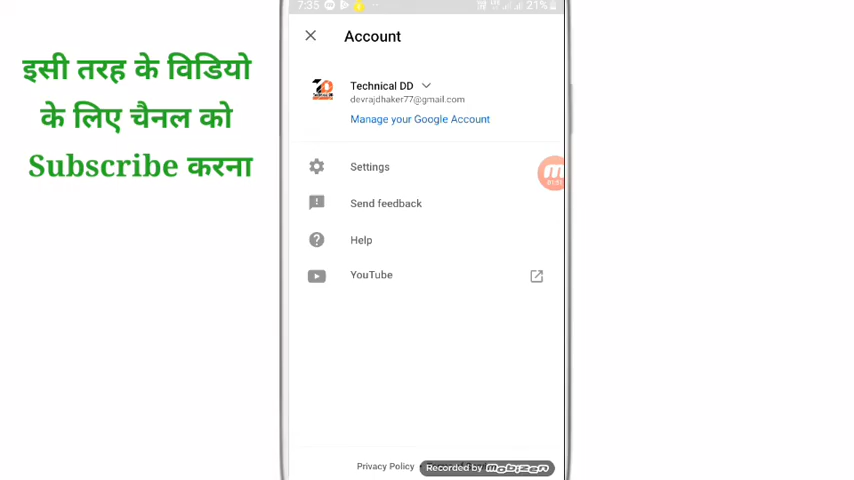 7:35
21%
Account
इसी तरह के विडियो
के लिए चैनल को
Subscribe करना
Technical DD
devrajdhaker77@gmail.com
Manage your Google Account
Settings
Send feedback
Help
YouTube
Privacy Policy
Recorded by mobizen